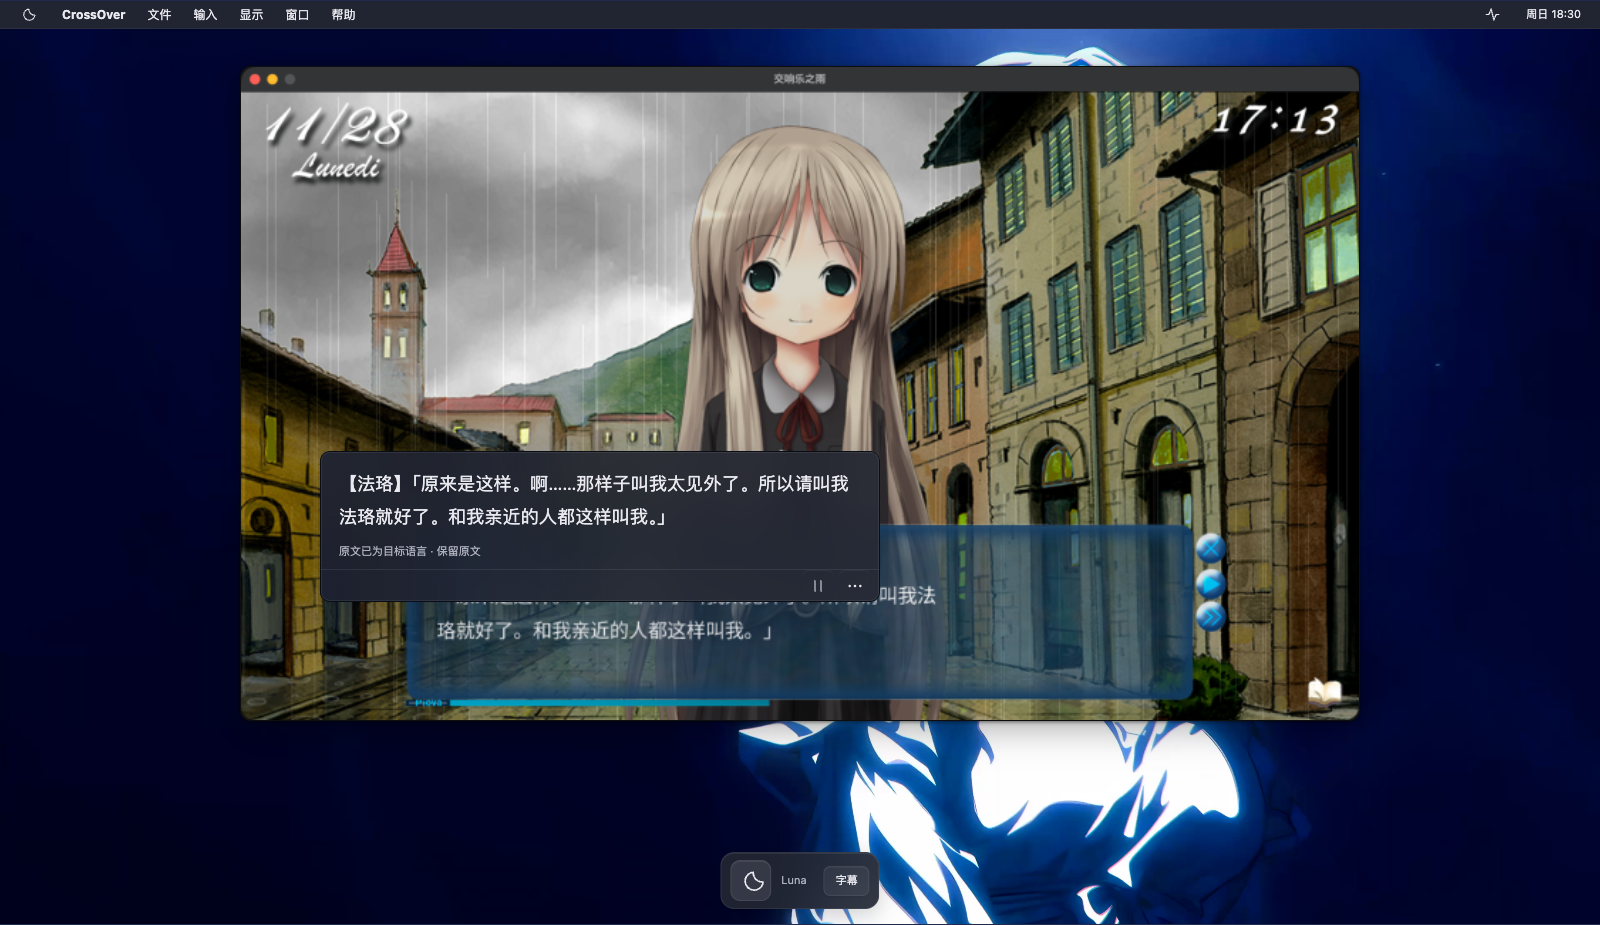 CrossOver 文件 输入 显示 窗口 帮助 周日 18:30
交响乐之雨
11/28
Lunedi
17:13
【法珞】「原来是这样。啊……那样子叫我太见外了。所以请叫我
法珞就好了。和我亲近的人都这样叫我。」
原文已为目标语言 · 保留原文
叫我法
珞就好了。和我亲近的人都这样叫我。」
Piova
Luna 字幕